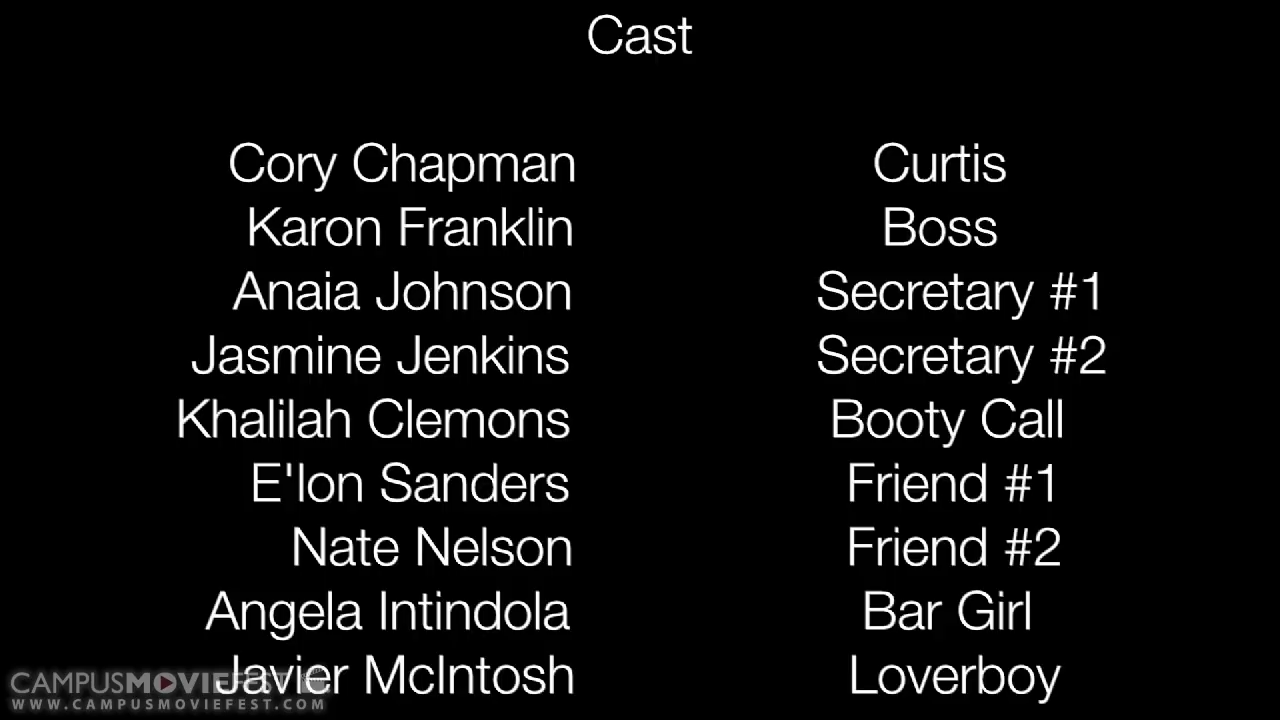 Cast
Cory Chapman Curtis
Karon Franklin Boss
Anaia Johnson Secretary #1
Jasmine Jenkins Secretary #2
Khalilah Clemons Booty Call
E'lon Sanders Friend #1
Nate Nelson Friend #2
Angela Intindola Bar Girl
Javier McIntosh Loverboy
CAMPUSMOVIEFEST
WWW.CAMPUSMOVIEFEST.COM